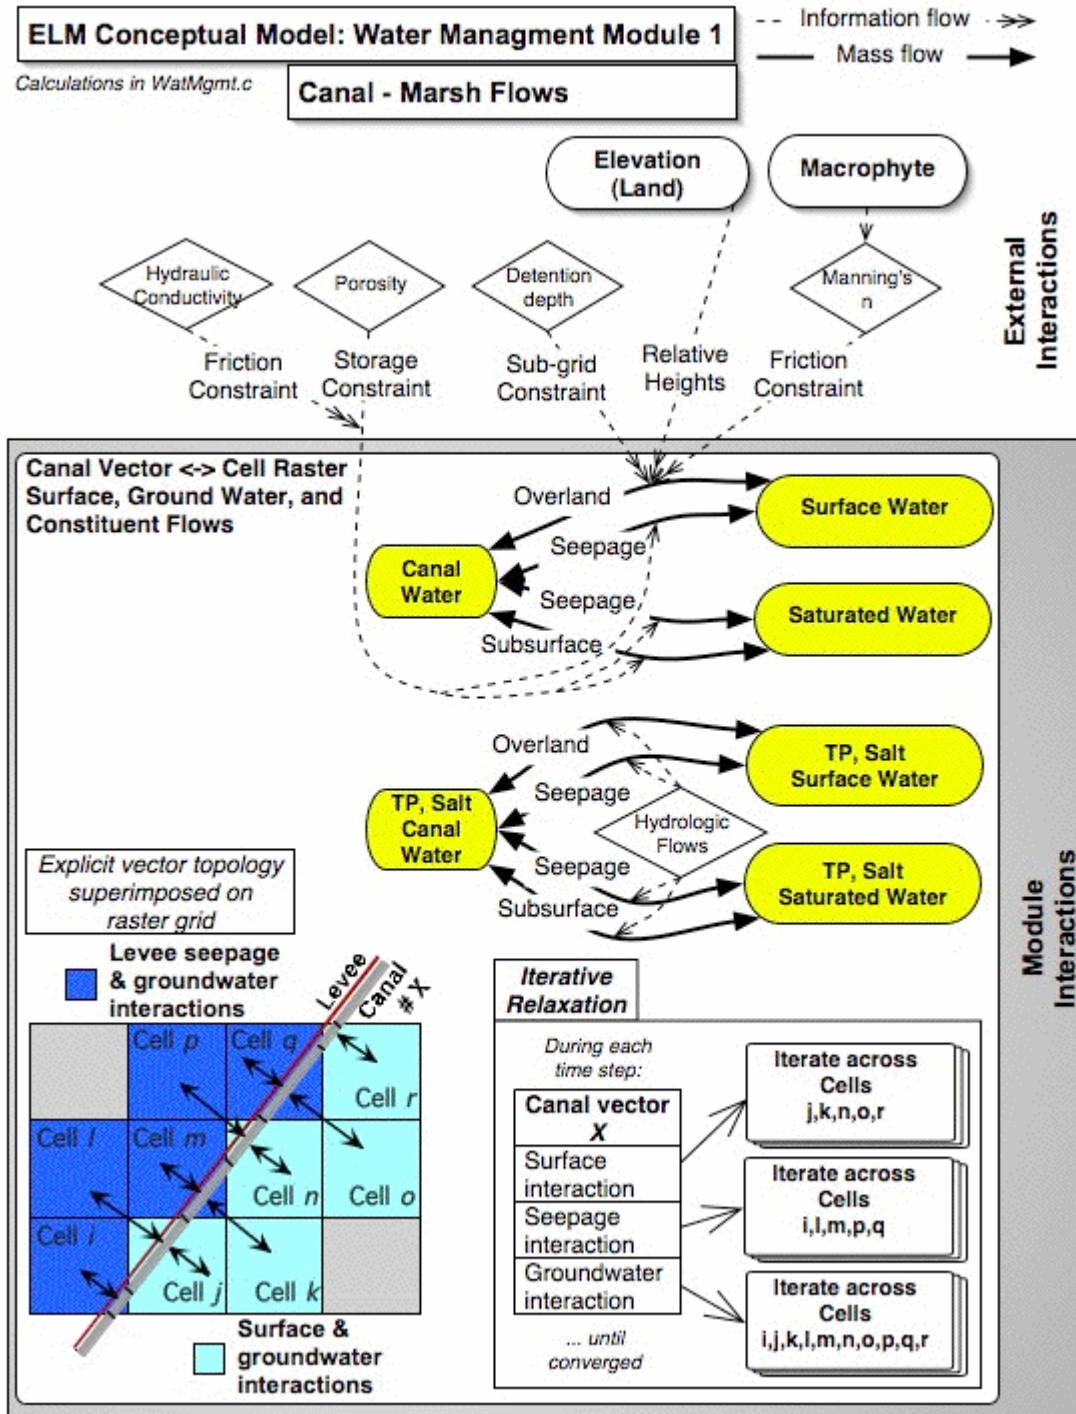 ELM Conceptual Model: Water Managment Module 1
Calculations in WatMgmt.c
Canal - Marsh Flows
Information flow
Mass flow
Elevation
(Land)
Macrophyte
Hydraulic
Conductivity
Porosity
Detention
depth
Manning's
n
Friction
Constraint
Storage
Constraint
Sub-grid
Constraint
Relative
Heights
Friction
Constraint
External
Interactions
Canal Vector <-> Cell Raster
Surface, Ground Water, and
Constituent Flows
Overland
Seepage
Seepage
Subsurface
Canal
Water
Surface Water
Saturated Water
Overland
Seepage
Seepage
Subsurface
TP, Salt
Canal
Water
Hydrologic
Flows
TP, Salt
Surface Water
TP, Salt
Saturated Water
Module
Interactions
Explicit vector topology
superimposed on
raster grid
Levee seepage
& groundwater
interactions
Levee
Canal
# X
Cell p
Cell q
Cell r
Cell l
Cell m
Cell n
Cell o
Cell i
Cell j
Cell k
Surface &
groundwater
interactions
Iterative
Relaxation
During each
time step:
Canal vector
X
Surface
interaction
Seepage
interaction
Groundwater
interaction
... until
converged
Iterate across
Cells
j,k,n,o,r
Iterate across
Cells
i,l,m,p,q
Iterate across
Cells
i,j,k,l,m,n,o,p,q,r